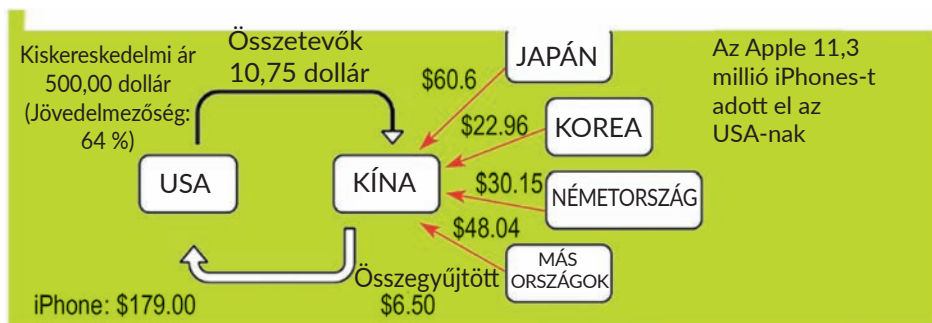 Kiskereskedelmi ár
500,00 dollár
(Jövedelmezőség:
64 %)
Összetevők
10,75 dollár
JAPÁN
Az Apple 11,3
millió iPhones-t
adott el az
USA-nak
$60.6
$22.96
KOREA
USA
KÍNA
$30.15
NÉMETORSZÁG
$48.04
MÁS
ORSZÁGOK
Összegyűjtött
$6.50
iPhone: $179.00